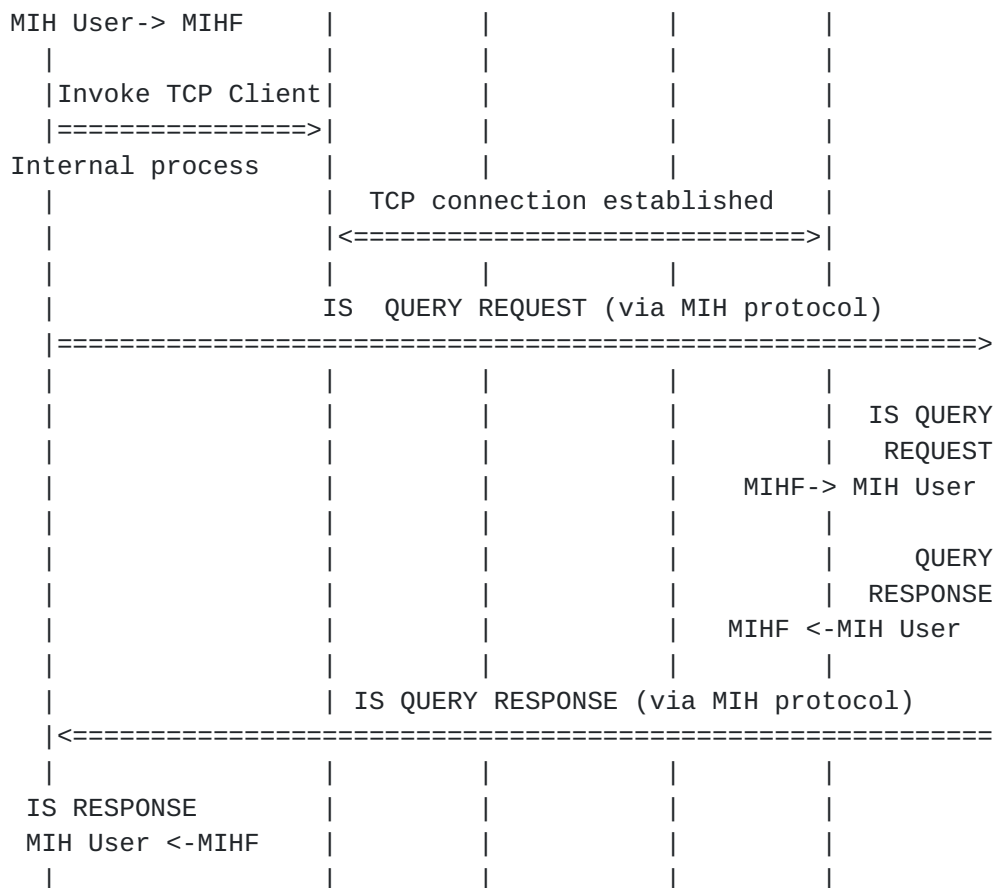 MIH User-> MIHF | | | |
| | | | |
|Invoke TCP Client| | | |
|================>| | | |
Internal process | | | |
| | TCP connection established |
| |<=============================>|
| | | | |
| IS QUERY REQUEST (via MIH protocol)
|===========================================================>
| | | | |
| | | | | IS QUERY
| | | | | REQUEST
| | | | MIHF-> MIH User
| | | | |
| | | | QUERY
| | | | | RESPONSE
| | | | MIHF <-MIH User
| | | | |
| | IS QUERY RESPONSE (via MIH protocol)
|<===========================================================
| | | | |
IS RESPONSE | | | |
MIH User <-MIHF | | | |
| | | | |